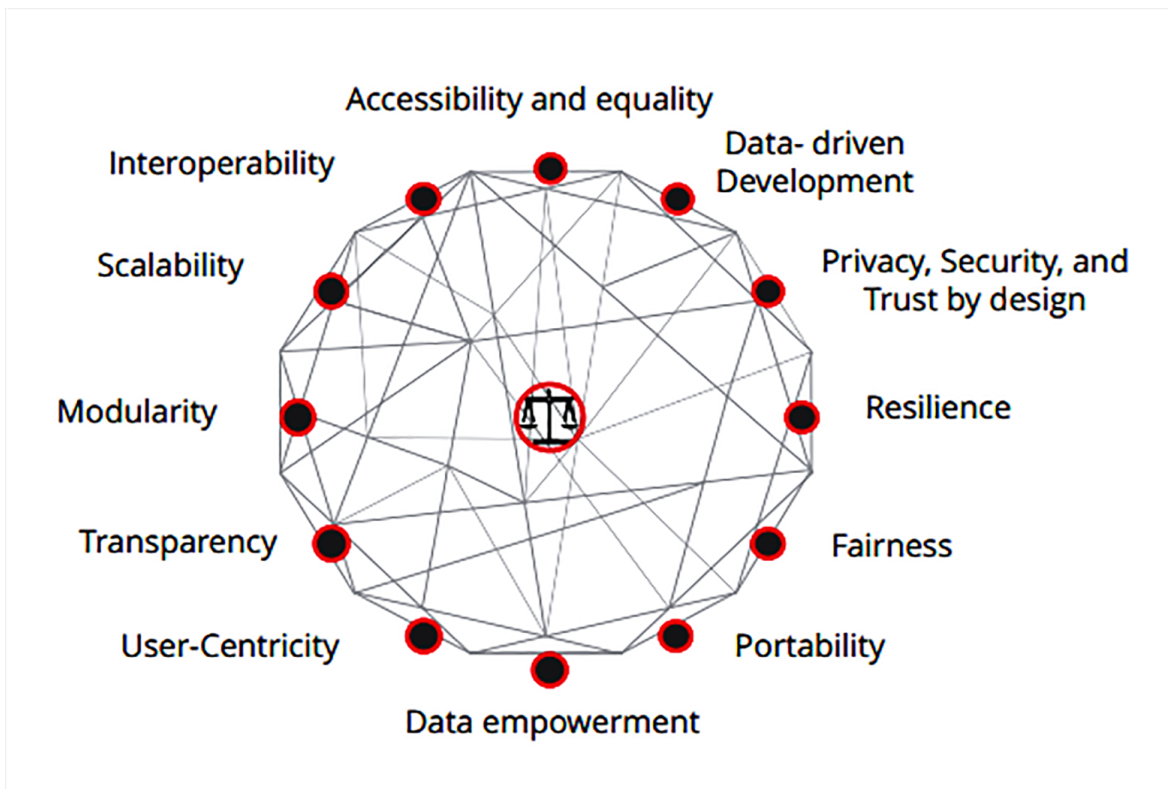 Accessibility and equality
Data- driven
Development
Interoperability
Scalability
Privacy, Security, and
Trust by design
Modularity
Resilience
Transparency
Fairness
User-Centricity
Portability
Data empowerment